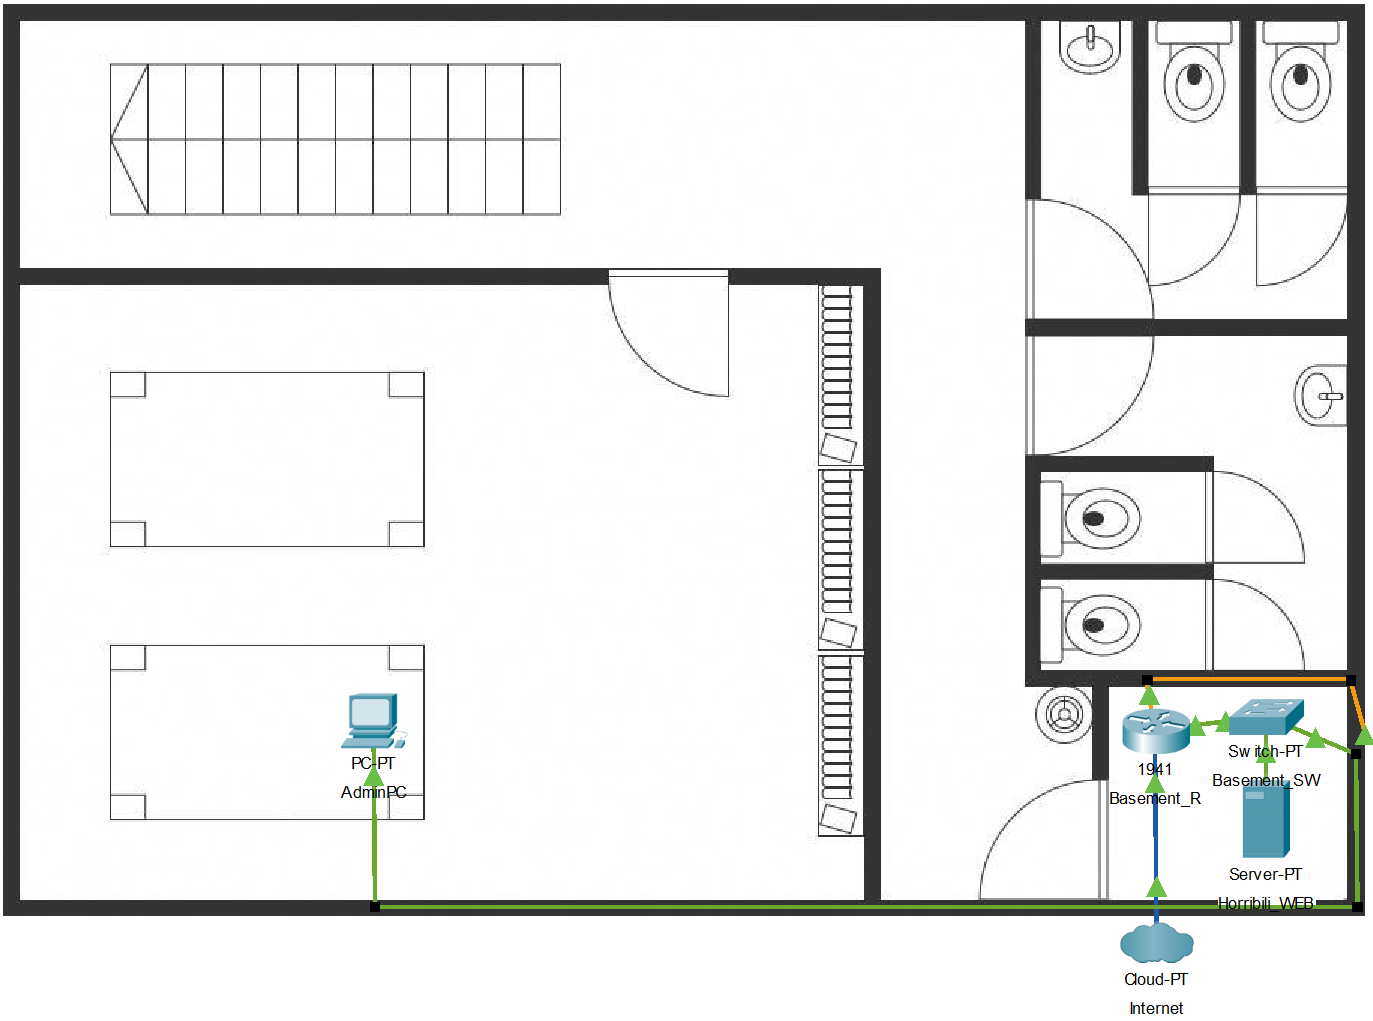 PC-PT
AdminPC
1941
Basement_R
Switch-PT
Basement_SW
Server-PT
Horribili_WEB
Cloud-PT
Internet